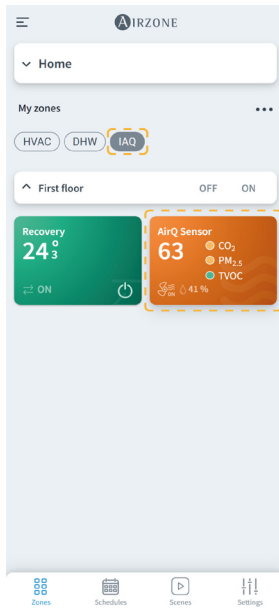 AIRZONE
Home
My zones
HVAC DHW IAQ
First floor OFF ON
Recovery
24°3
ON
AirQ Sensor
63
CO₂
PM₂.₅
TVOC
ON 41 %
Zones Schedules Scenes Settings